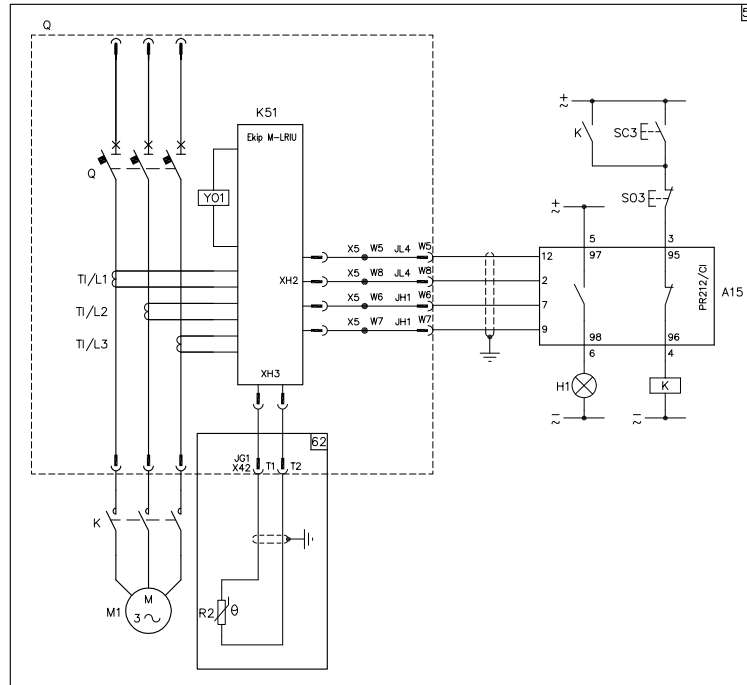 5
Q
K51
Ekip M-LRIU
Q
YO1
TI/L1
TI/L2
TI/L3
XH2
XH3
X5 W5 JL4 W5
X5 W8 JL4 W8
X5 W6 JH1 W6
X5 W7 JH1 W7
K
SC3
SO3
5
3
12
2
7
9
97
95
98
96
PR212/CI
A15
6
4
H1
K
62
JG1
X42 T1 T2
K
M1
M
3
R2
θ